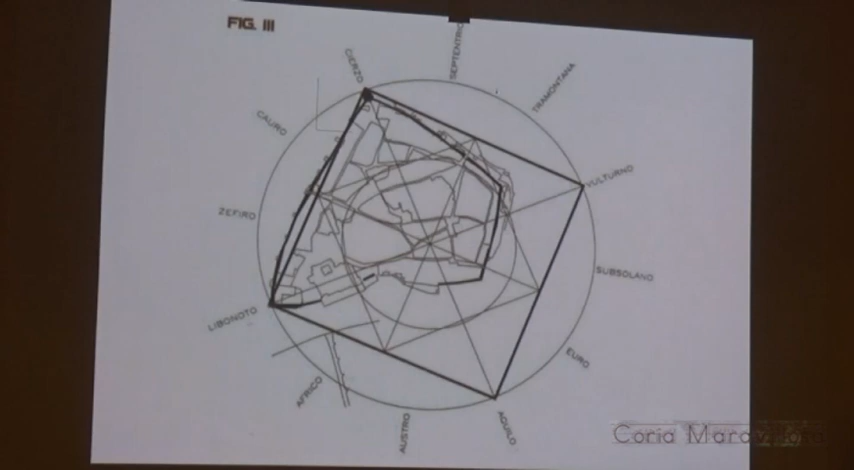 FIG. III
CIERZO
SEPTENTRIO
TRAMONTANA
CAURO
VULTURNO
ZEFIRO
SUBSOLANO
LIBONOTO
EURO
AFRICO
AUSTRO
AQUILO
Coria